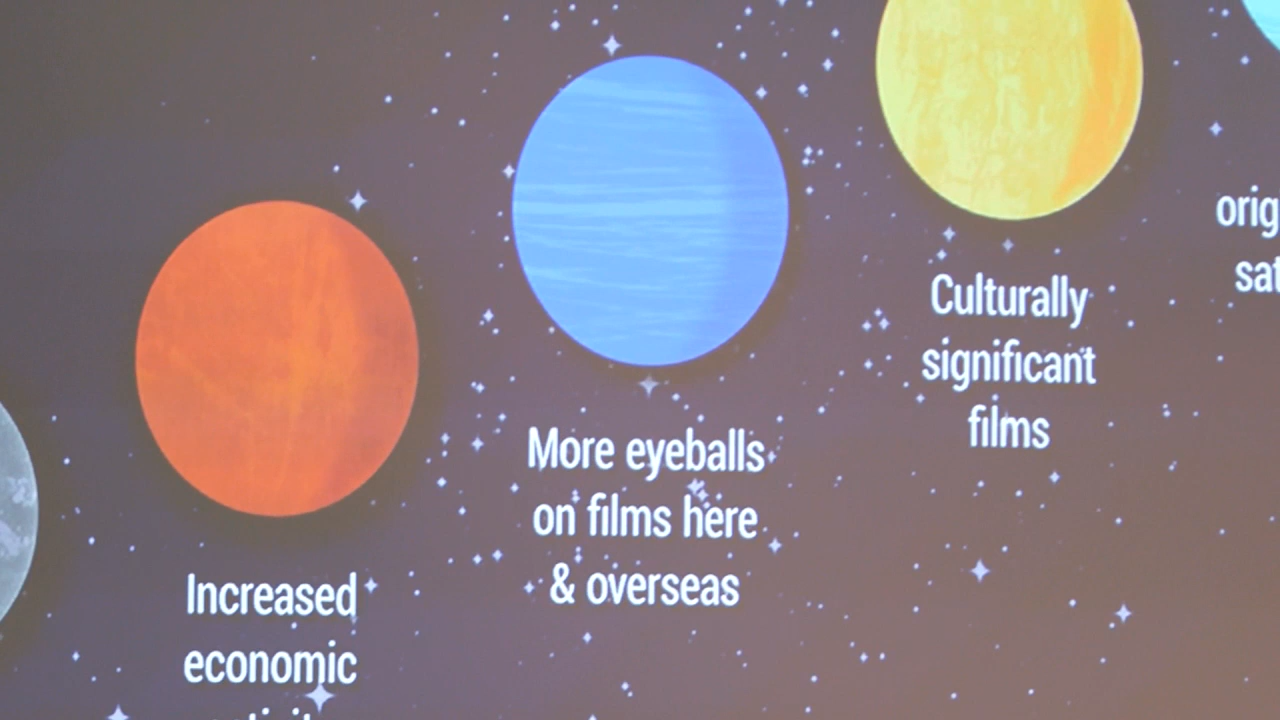 Increased
economic
More eyeballs
on films here
& overseas
Culturally
significant
films